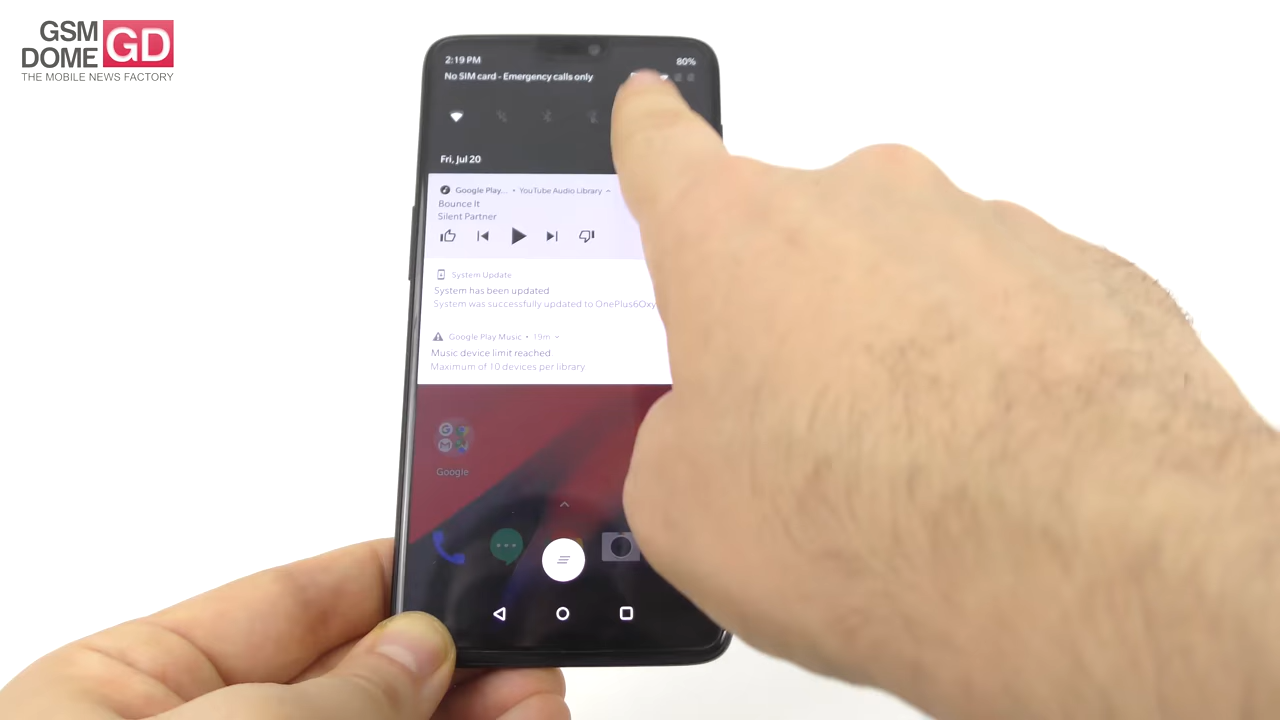 GSM
DOME GD
THE MOBILE NEWS FACTORY
2:19 PM
80%
No SIM card - Emergency calls only
Fri, Jul 20
Google Play... • YouTube Audio Library
Bounce It
Silent Partner
System Update
System has been updated
System was successfully updated to OnePlus6Oxy
Google Play Music • 19m
Music device limit reached
Maximum of 10 devices per library
G
M
Google